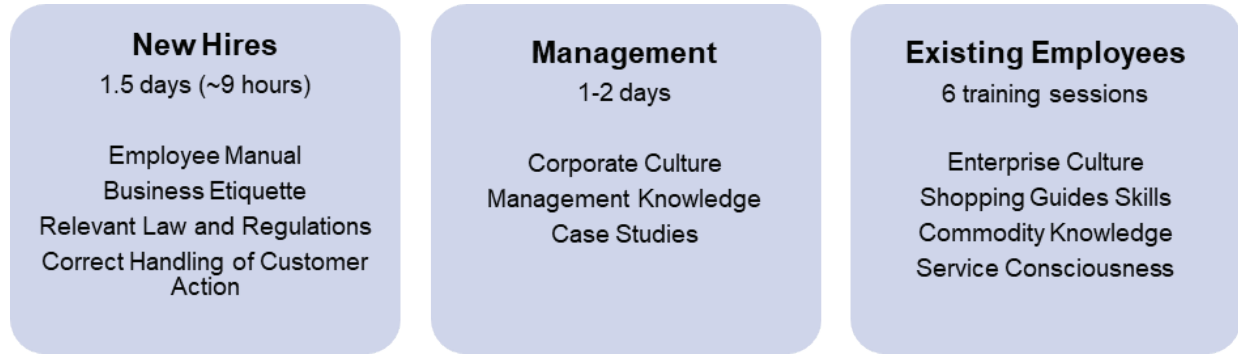 New Hires
1.5 days (~9 hours)
Employee Manual
Business Etiquette
Relevant Law and Regulations
Correct Handling of Customer
Action
Management
1-2 days
Corporate Culture
Management Knowledge
Case Studies
Existing Employees
6 training sessions
Enterprise Culture
Shopping Guides Skills
Commodity Knowledge
Service Consciousness